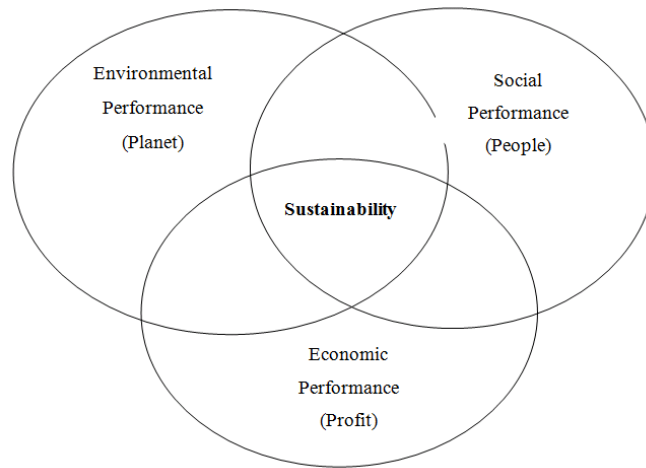 Environmental
Performance
(Planet)
Social
Performance
(People)
Sustainability
Economic
Performance
(Profit)